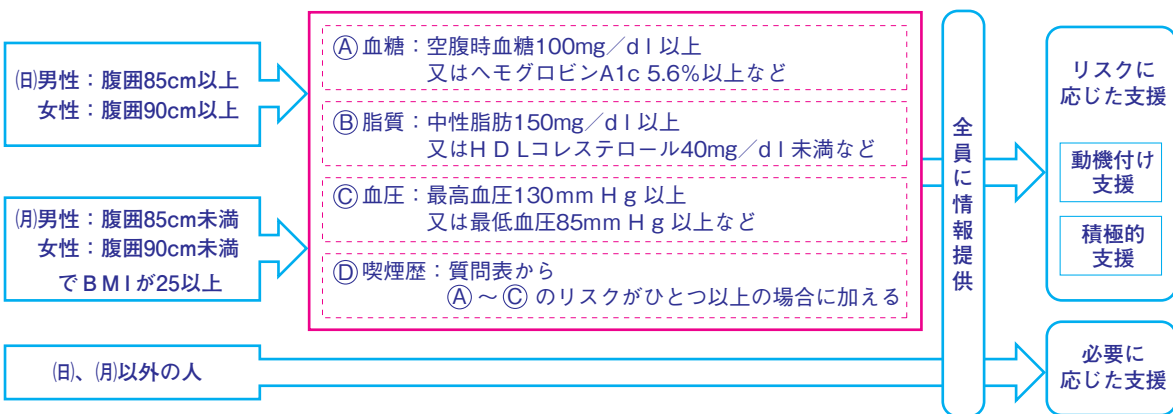 ㈰男性：腹囲85cm以上
女性：腹囲90cm以上
㈪男性：腹囲85cm未満
女性：腹囲90cm未満
でBMIが25以上
㈰、㈪以外の人
Ⓐ血糖：空腹時血糖100mg／dl以上
又はヘモグロビンA1c 5.6%以上など
Ⓑ脂質：中性脂肪150mg／dl以上
又はHDLコレステロール40mg／dl未満など
Ⓒ血圧：最高血圧130mmHg以上
又は最低血圧85mmHg以上など
Ⓓ喫煙歴：質問表から
Ⓐ～Ⓒのリスクがひとつ以上の場合に加える
全員に情報提供
リスクに
応じた支援
動機付け
支援
積極的
支援
必要に
応じた支援